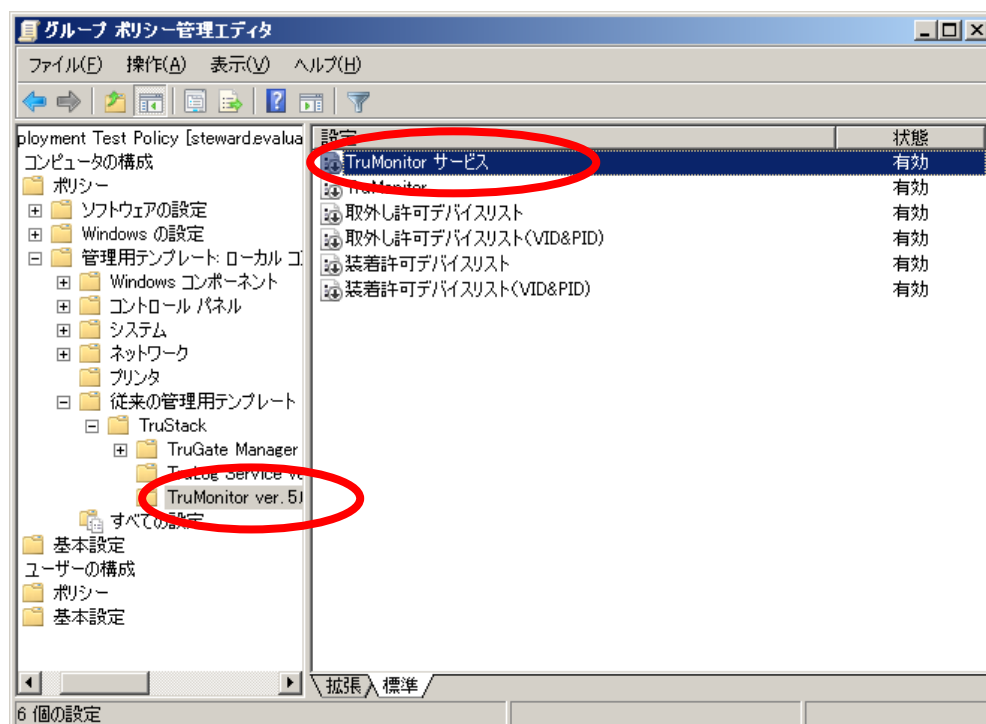 グループ ポリシー管理エディタ
ファイル(F) 操作(A) 表示(V) ヘルプ(H)
ployment Test Policy [steward.evalua
コンピュータの構成
ポリシー
ソフトウェアの設定
Windows の設定
管理用テンプレート: ローカル コ
Windows コンポーネント
コントロール パネル
システム
ネットワーク
プリンタ
従来の管理用テンプレート
TruStack
TruGate Manager
TruLog Service ve
TruMonitor ver. 5.
すべての設定
基本設定
ユーザーの構成
ポリシー
基本設定
設定 状態
TruMonitor サービス 有効
TruMonitor 有効
取外し許可デバイスリスト 有効
取外し許可デバイスリスト(VID&PID) 有効
装着許可デバイスリスト 有効
装着許可デバイスリスト(VID&PID) 有効
拡張 標準
6 個の設定